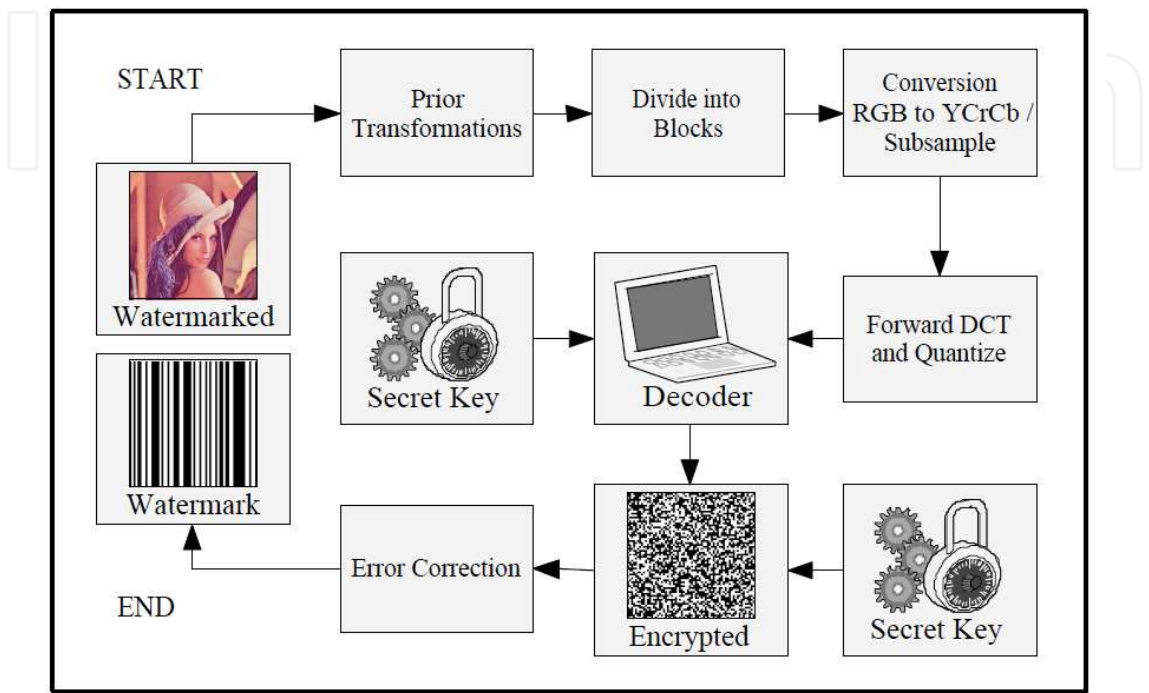 START
Prior
Transformations
Divide into
Blocks
Conversion
RGB to YCrCb /
Subsample
Watermarked
Secret Key
Decoder
Forward DCT
and Quantize
Watermark
Error Correction
Encrypted
Secret Key
END